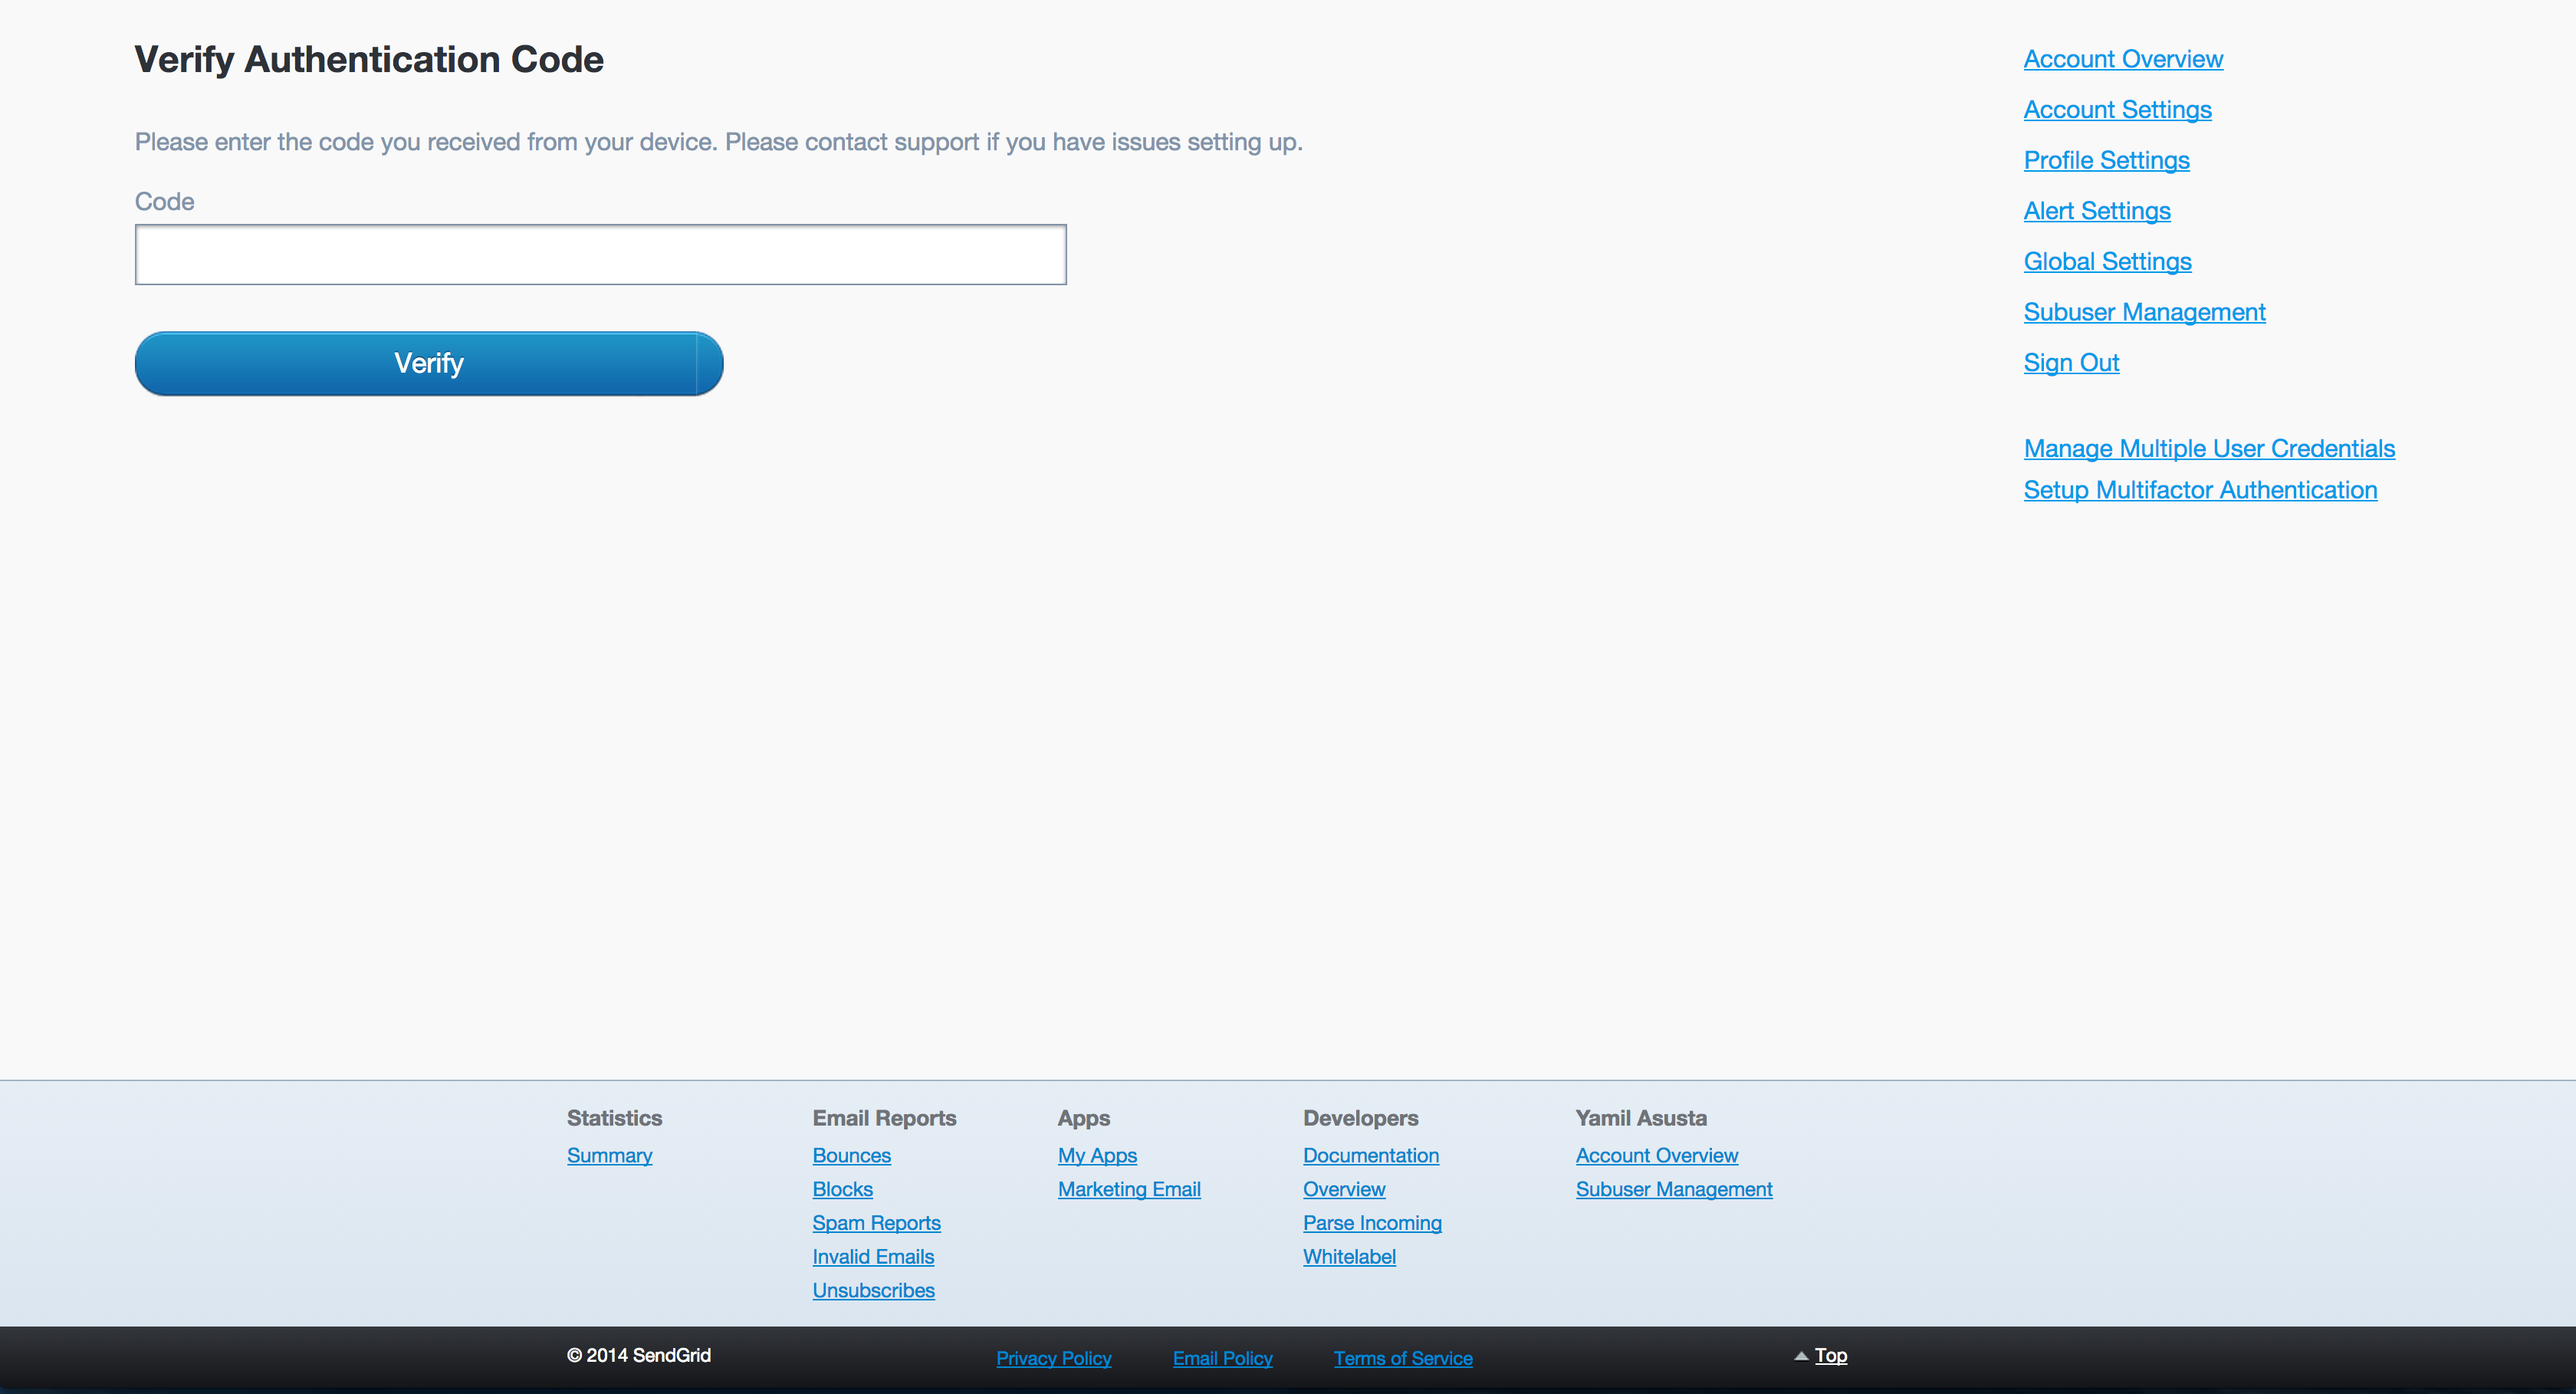 Verify Authentication Code
Please enter the code you received from your device. Please contact support if you have issues setting up.
Code
Verify
Account Overview
Account Settings
Profile Settings
Alert Settings
Global Settings
Subuser Management
Sign Out
Manage Multiple User Credentials
Setup Multifactor Authentication
Statistics
Summary
Email Reports
Bounces
Blocks
Spam Reports
Invalid Emails
Unsubscribes
Apps
My Apps
Marketing Email
Developers
Documentation
Overview
Parse Incoming
Whitelabel
Yamil Asusta
Account Overview
Subuser Management
© 2014 SendGrid
Privacy Policy
Email Policy
Terms of Service
Top